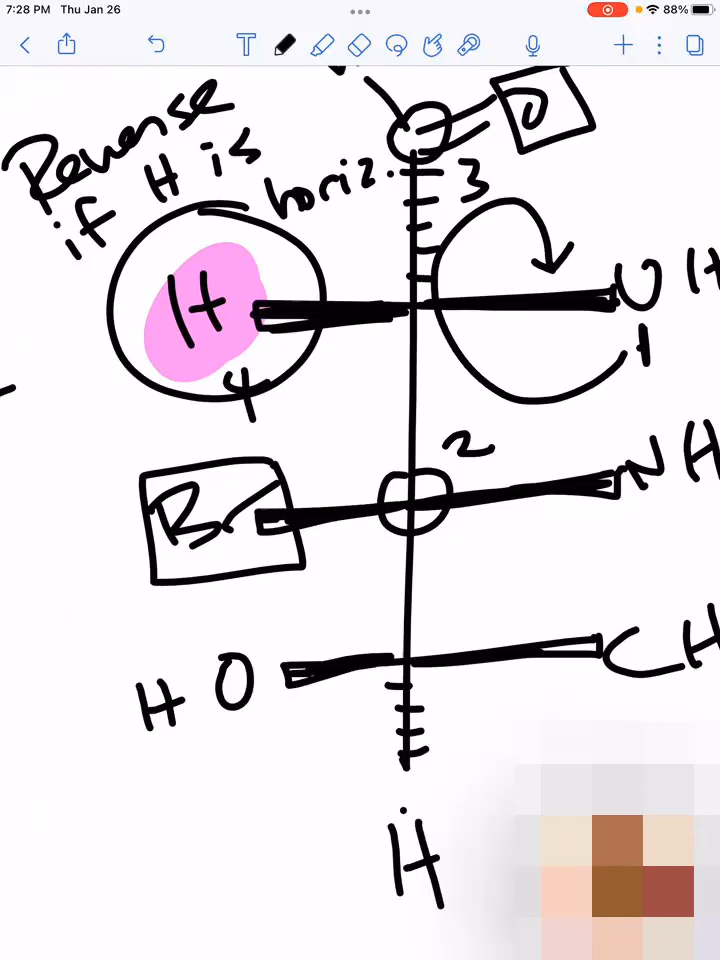 7:28 PM Thu Jan 26
88%
T
O
Reverse
if H is
horiz.
3
H
OH
4
1
2
Br
NH
HO
CH
H